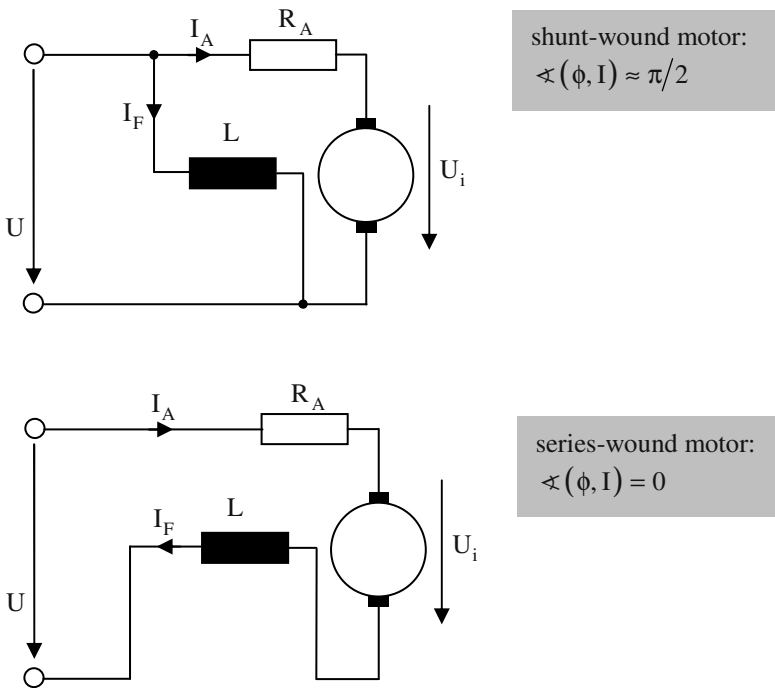 I_A R_A
shunt-wound motor:
∢(ϕ, I) ≈ π/2
I_F L
U_i
U
I_A R_A
series-wound motor:
∢(ϕ, I) = 0
I_F L
U_i
U